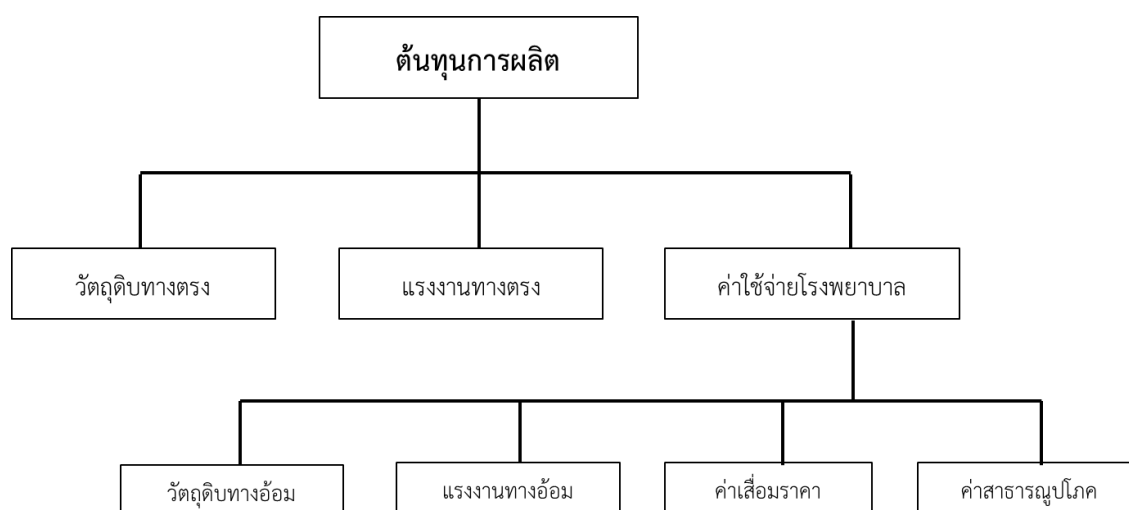 ต้นทุนการผลิต
วัตถุดิบทางตรง
แรงงานทางตรง
ค่าใช้จ่ายโรงพยาบาล
วัตถุดิบทางอ้อม
แรงงานทางอ้อม
ค่าเสื่อมราคา
ค่าสาธารณูปโภค